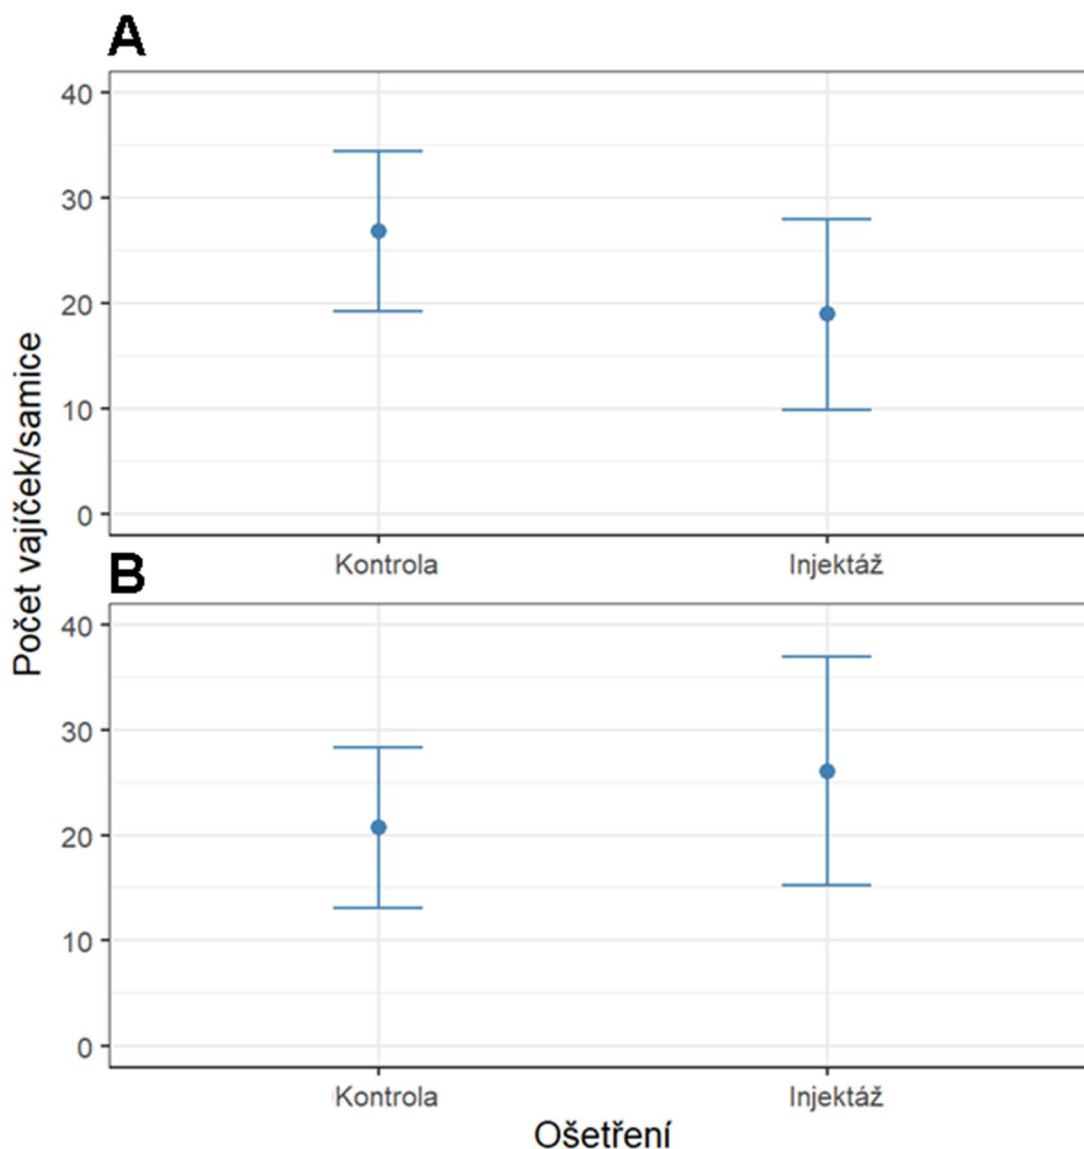 A
40
30
20
10
0
Kontrola
Injektáž
Počet vajíček/samice
B
40
30
20
10
0
Kontrola
Injektáž
Ošetření